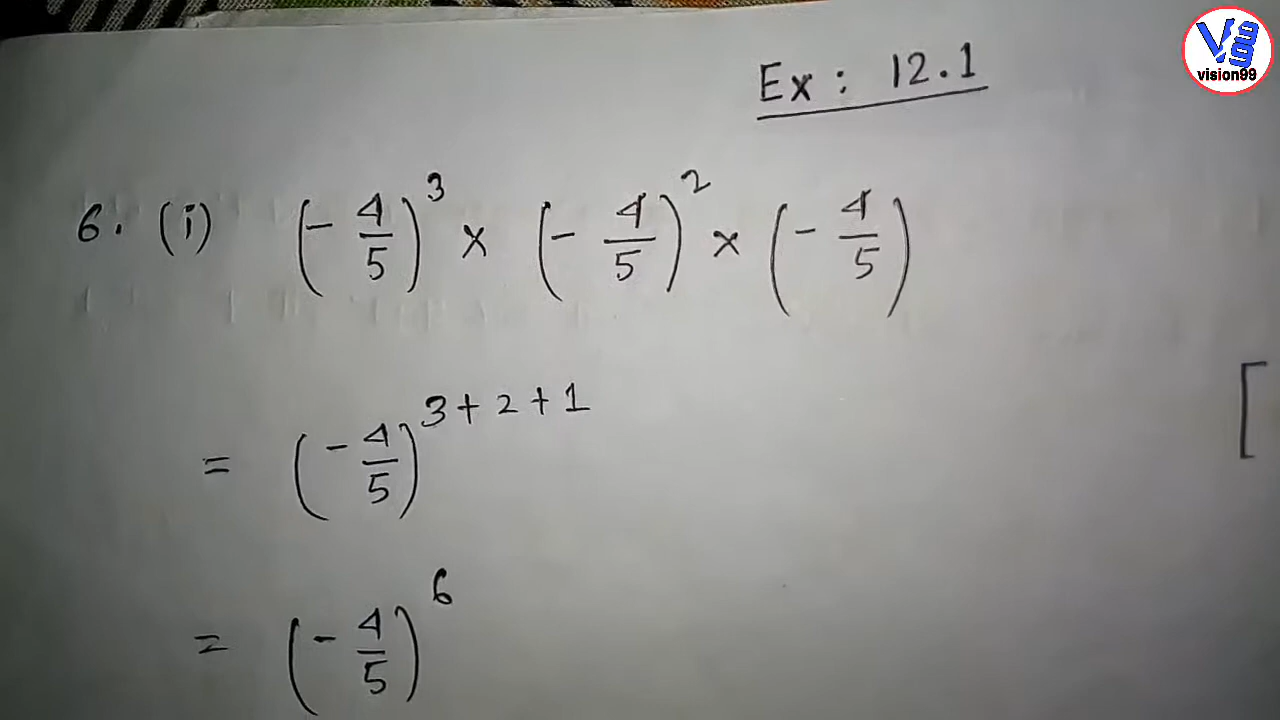 vision99
Ex: 12.1
6. (i) (-4/5)^3 × (-4/5)^2 × (-4/5)
= (-4/5)^3+2+1
= (-4/5)^6
[